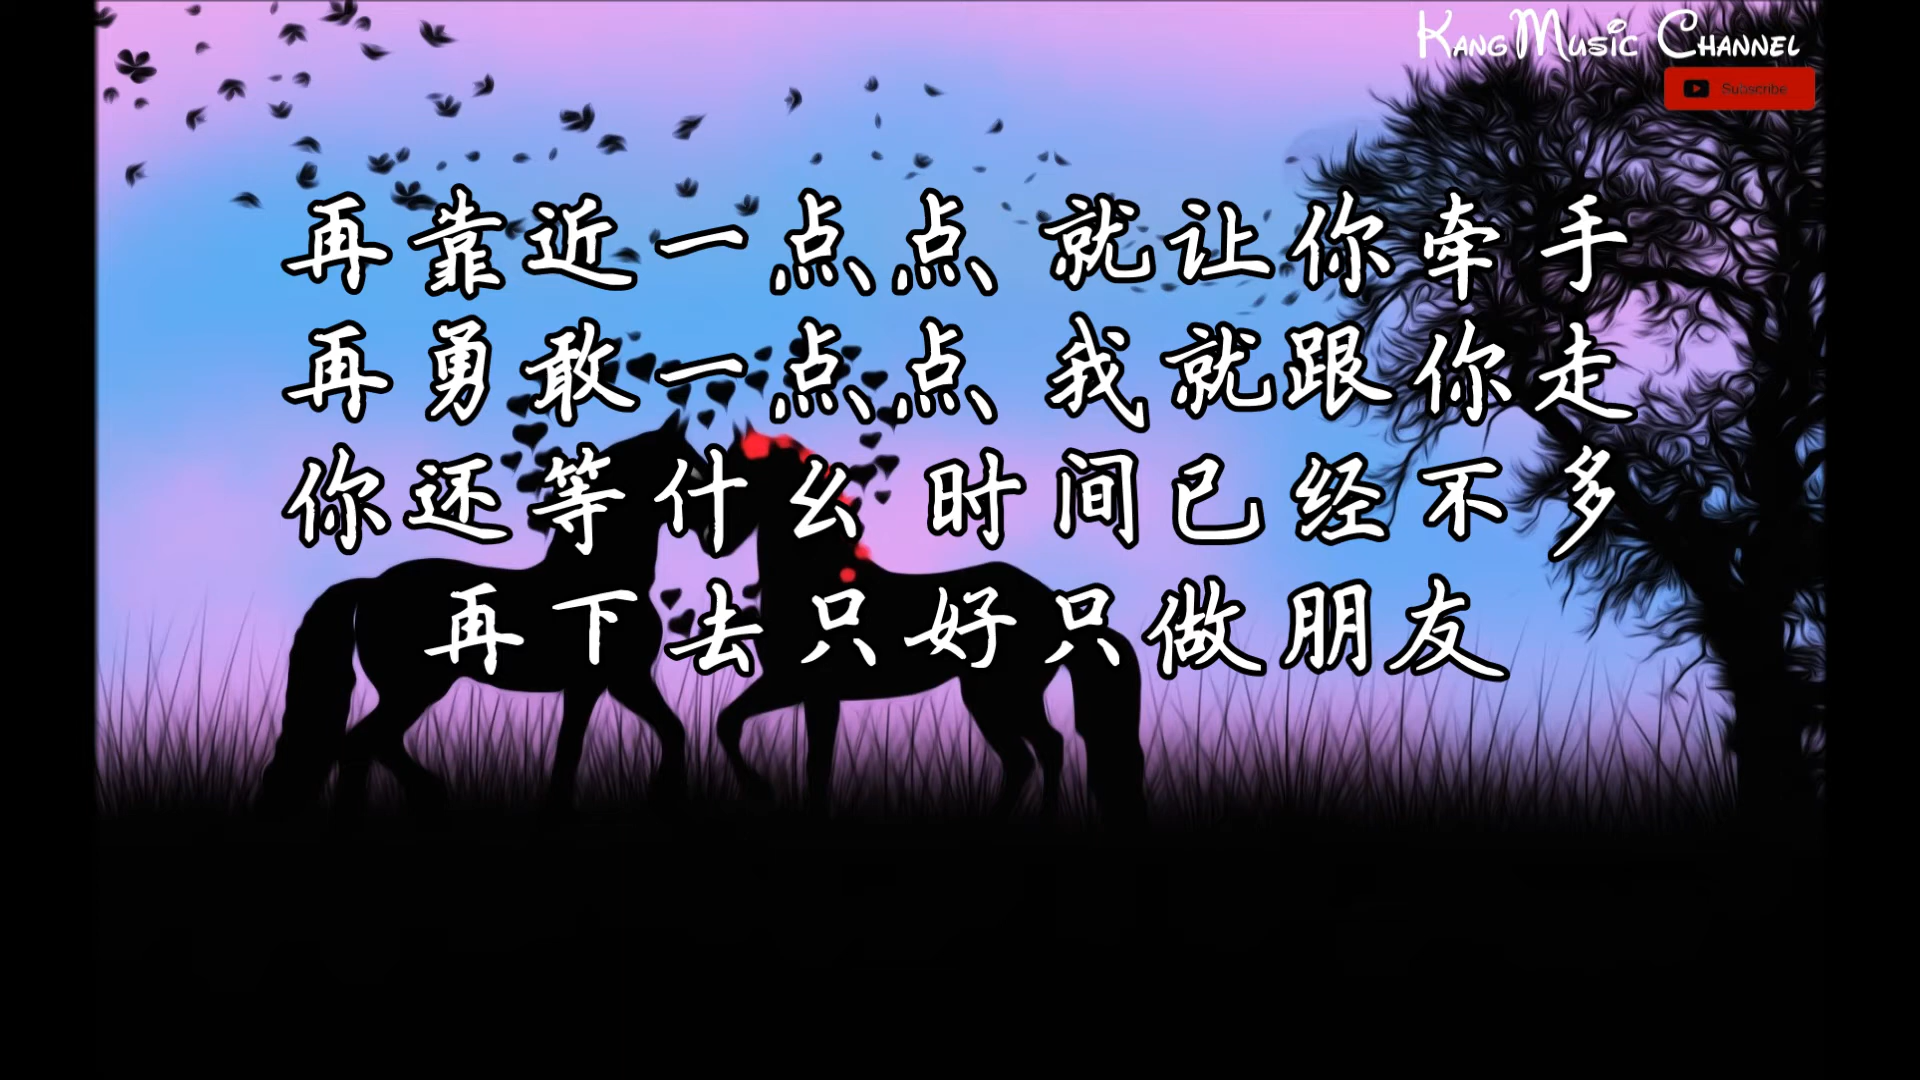 KangMusic Channel
Subscribe
再靠近一点点 就让你牵手
再勇敢一点点 我就跟你走
你还等什幺 时间已经不多
再下去只好只做朋友